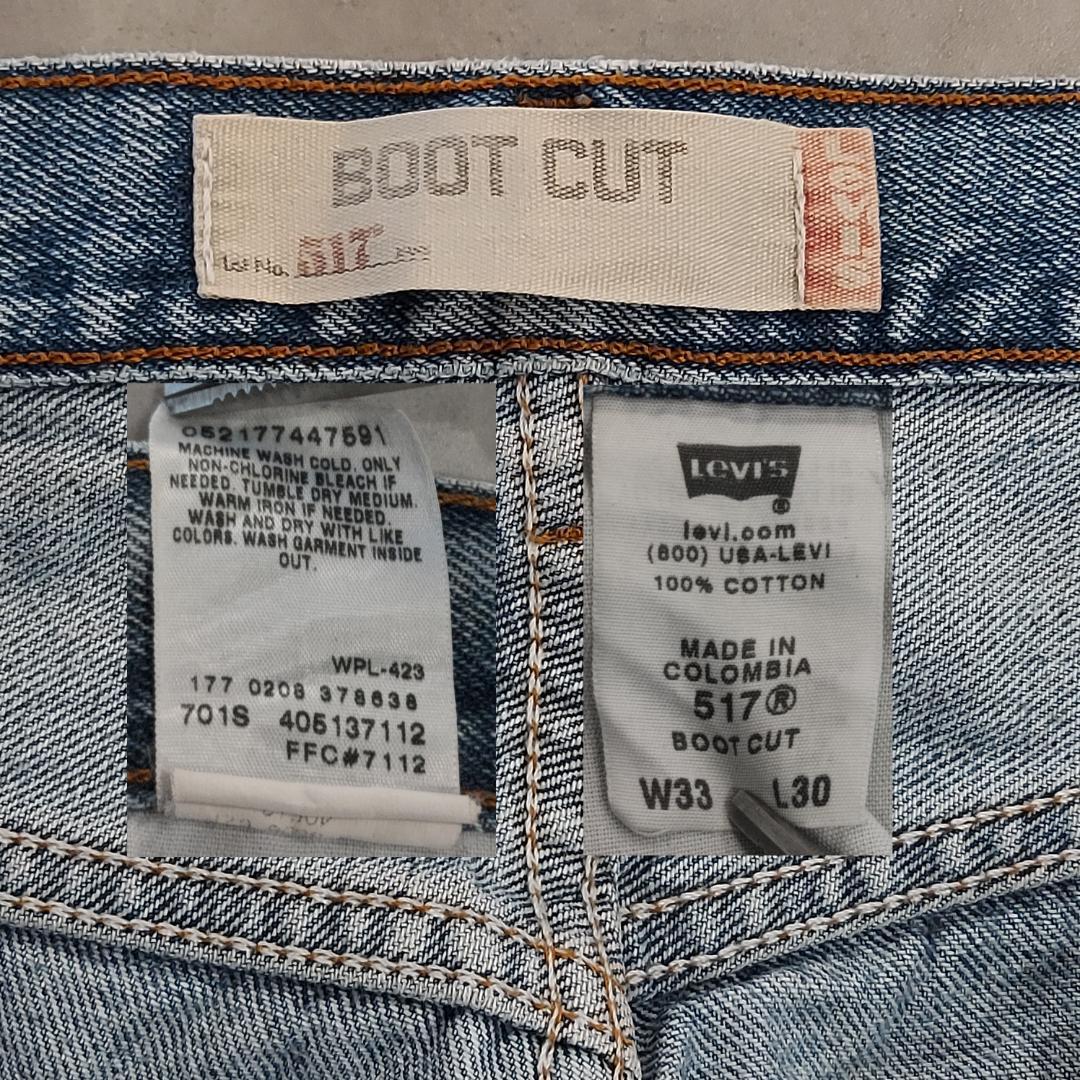 BOOT CUT
LEVI'S
Lot No. 517
052177447591
MACHINE WASH COLD. ONLY
NON-CHLORINE BLEACH IF
NEEDED. TUMBLE DRY MEDIUM.
WARM IRON IF NEEDED.
WASH AND DRY WITH LIKE
COLORS. WASH GARMENT INSIDE
OUT.
WPL-423
177 0208 378638
701S 405137112
FFC#7112
LEVI'S
®
levi.com
(800) USA-LEVI
100% COTTON
MADE IN
COLOMBIA
517®
BOOT CUT
W33 L30